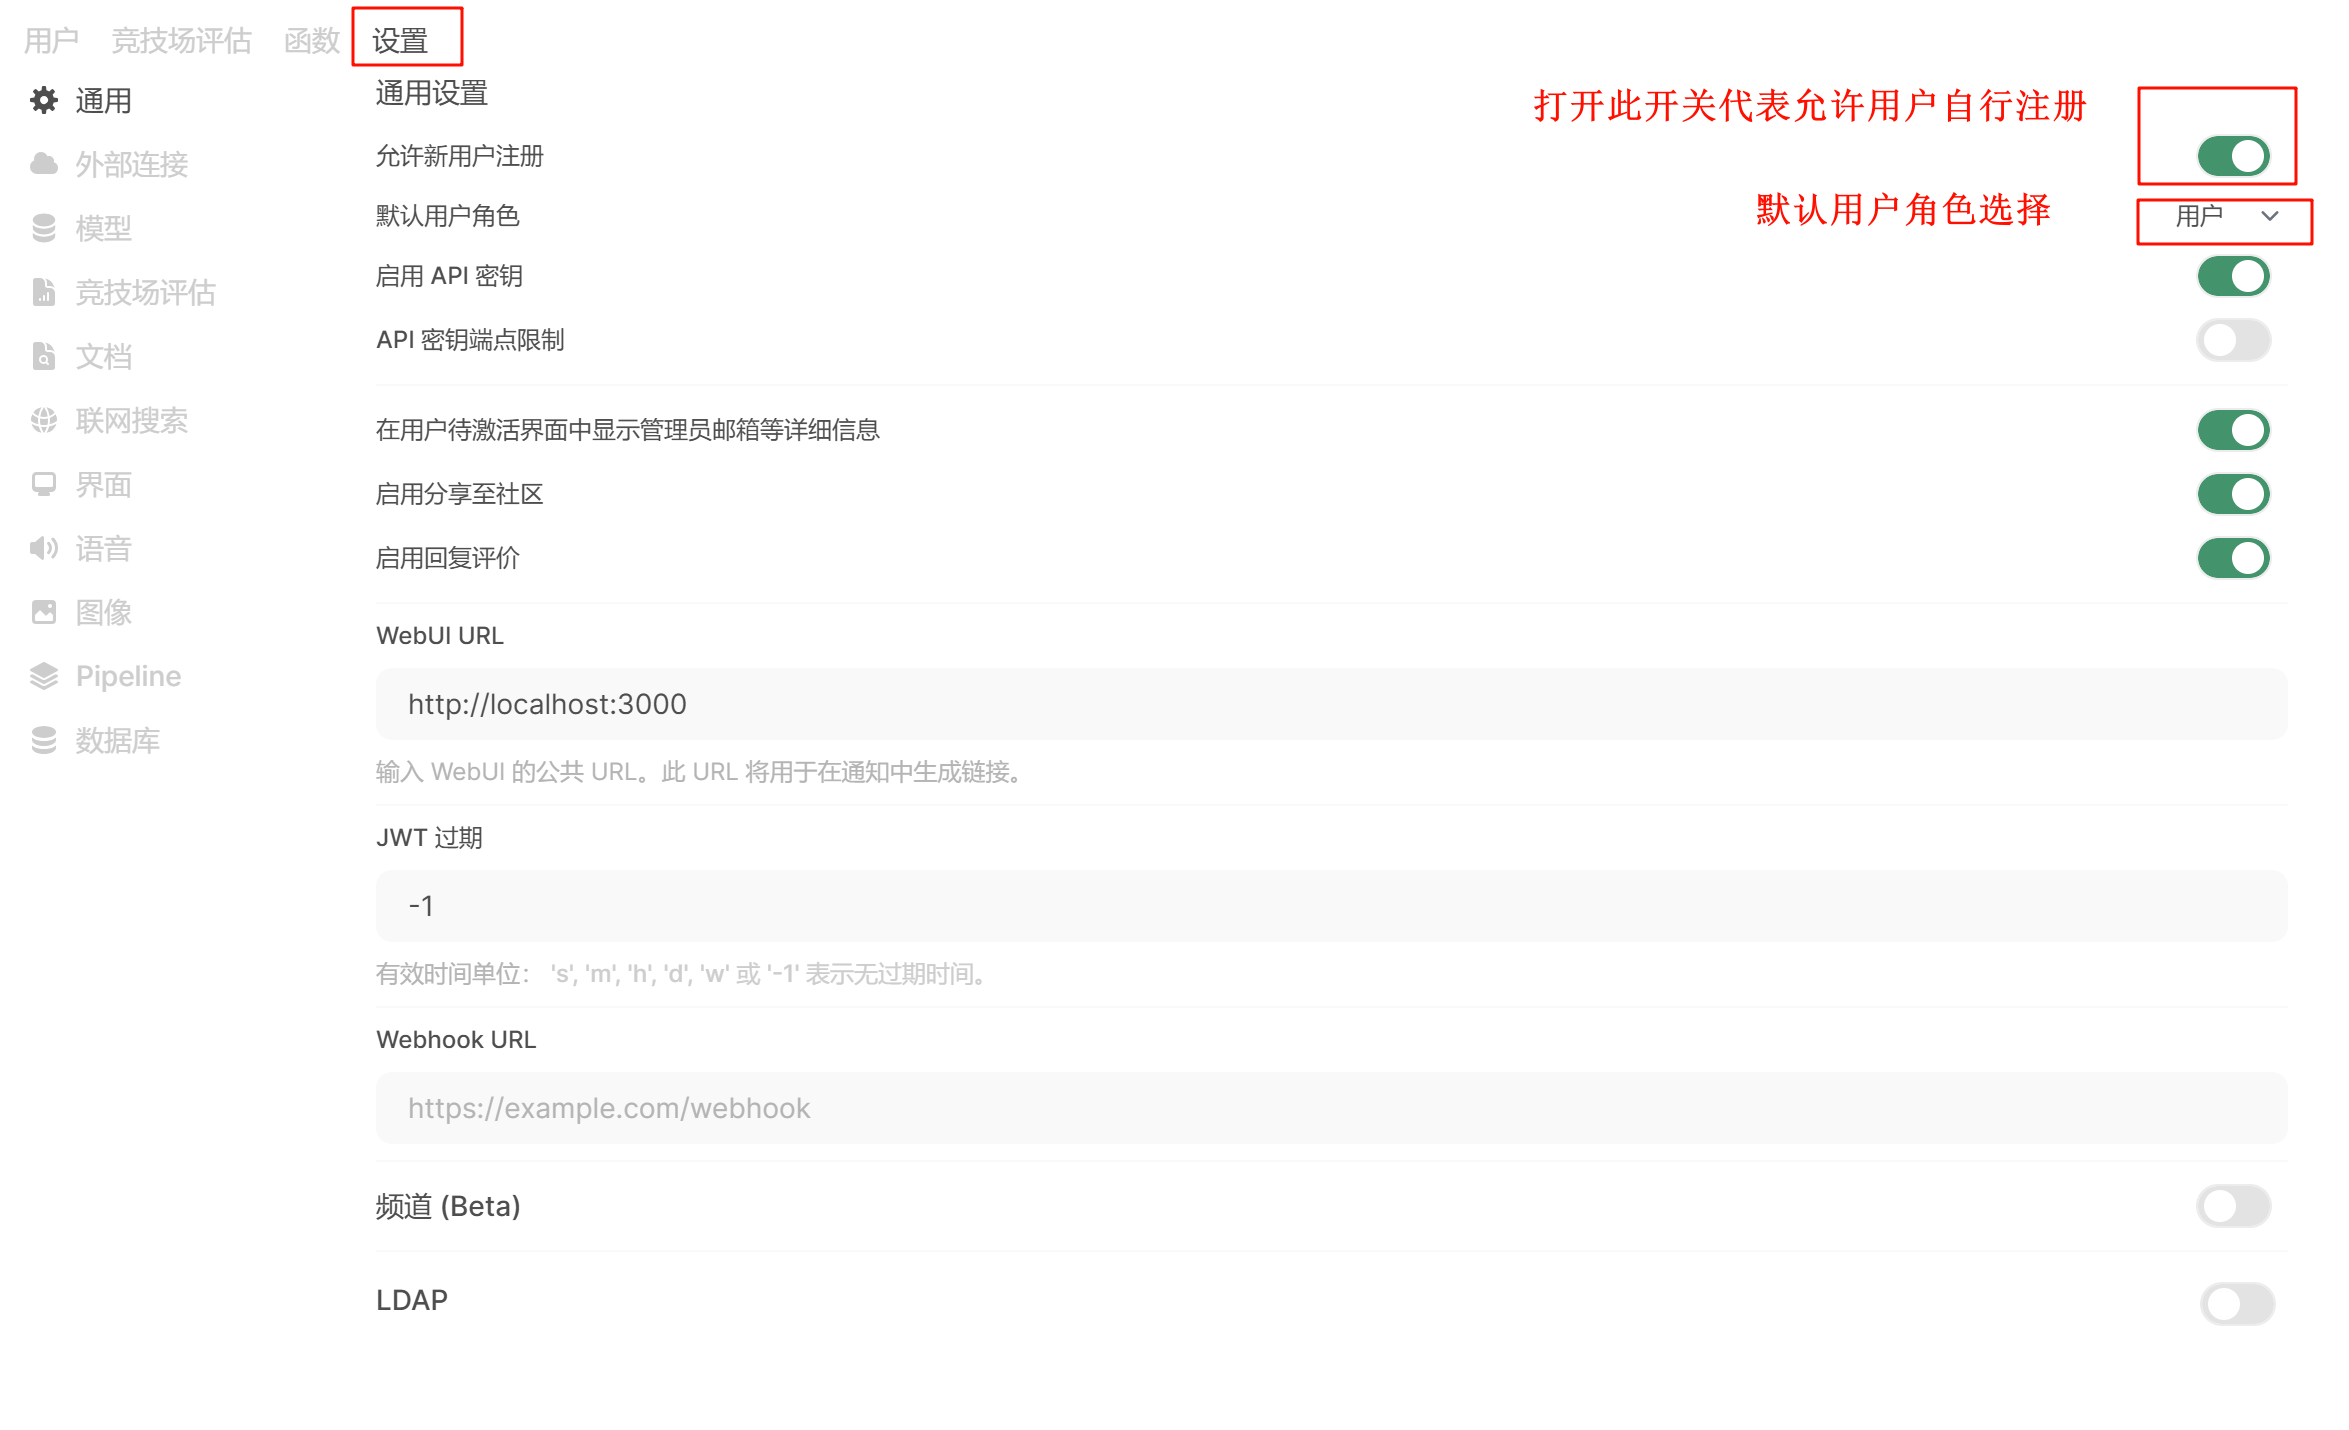 用户 竞技场评估 函数 设置
通用
外部连接
模型
竞技场评估
文档
联网搜索
界面
语音
图像
Pipeline
数据库
通用设置
打开此开关代表允许用户自行注册
允许新用户注册
默认用户角色选择
默认用户角色 用户
启用 API 密钥
API 密钥端点限制
在用户待激活界面中显示管理员邮箱等详细信息
启用分享至社区
启用回复评价
WebUI URL
http://localhost:3000
输入 WebUI 的公共 URL。此 URL 将用于在通知中生成链接。
JWT 过期
-1
有效时间单位： 's', 'm', 'h', 'd', 'w' 或 '-1' 表示无过期时间。
Webhook URL
https://example.com/webhook
频道 (Beta)
LDAP